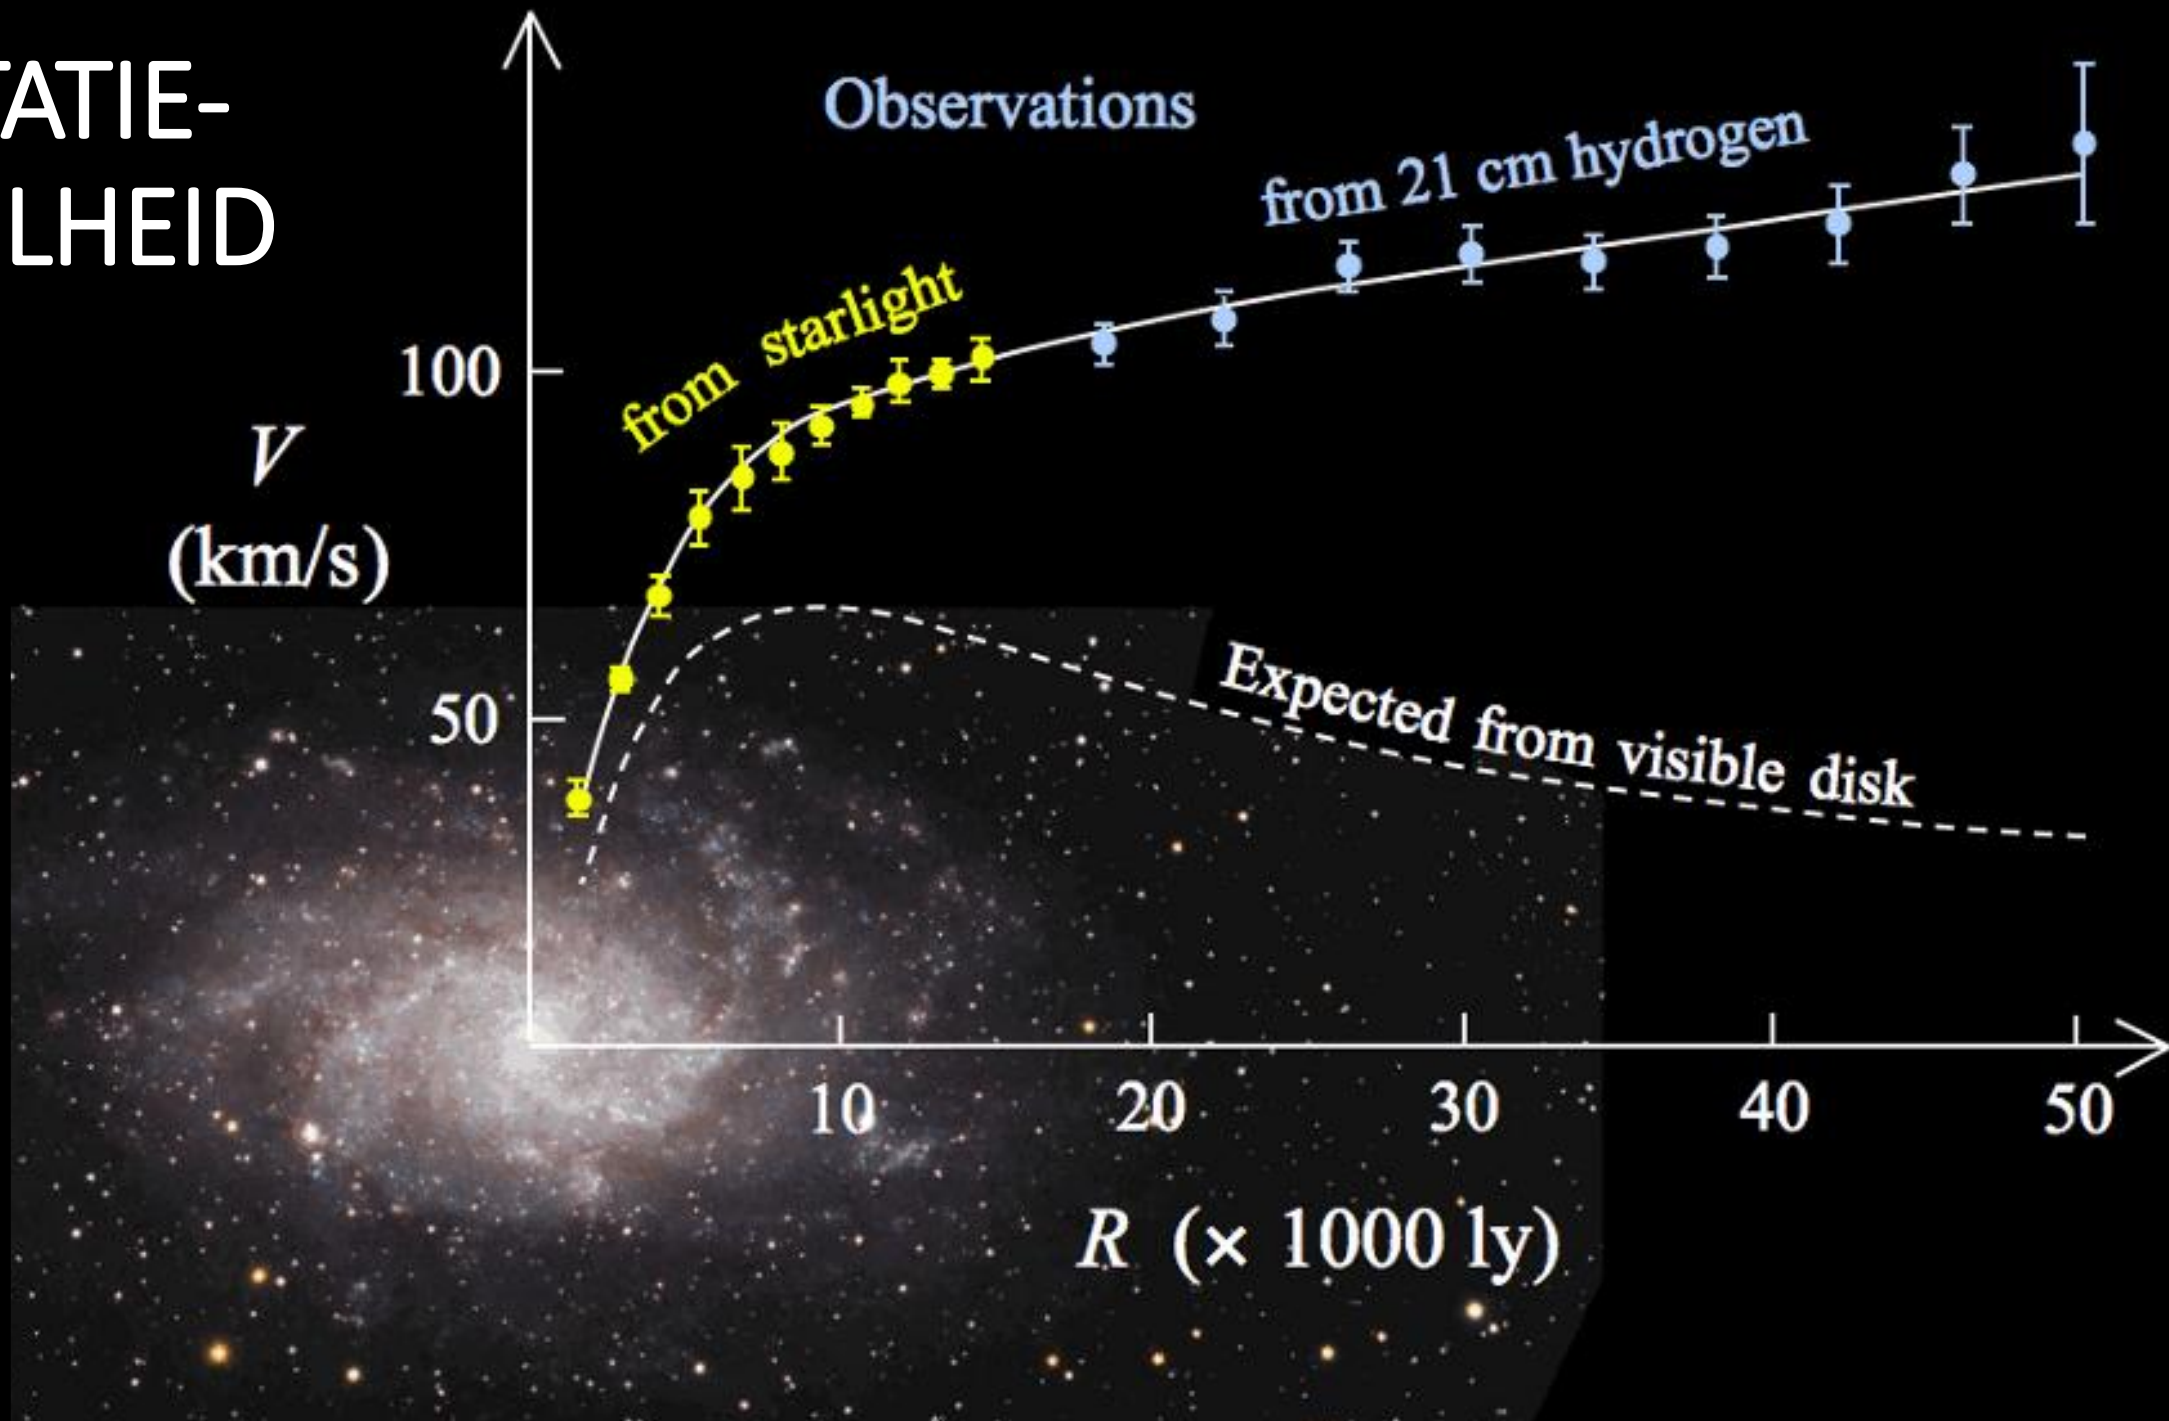 TATIE-
LHEID
Observations
from 21 cm hydrogen
from starlight
100
V
(km/s)
50
Expected from visible disk
10 20 30 40 50
R (× 1000 ly)